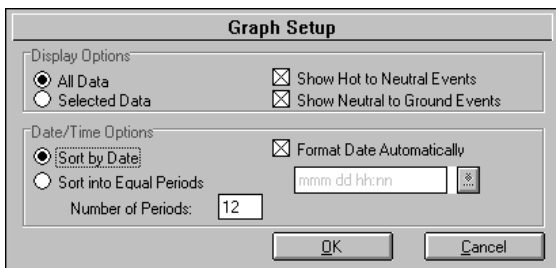 Graph Setup
Display Options
All Data
Selected Data
Show Hot to Neutral Events
Show Neutral to Ground Events
Date/Time Options
Sort by Date
Sort into Equal Periods
Number of Periods: 12
Format Date Automatically
mmm dd hh:nn
OK
Cancel